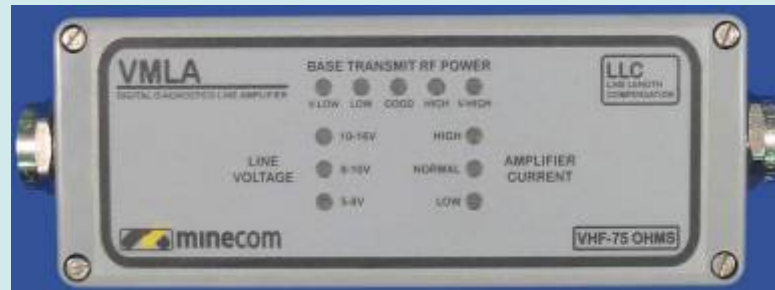 VMLA
DIGITAL DIAGNOSTICS LINE AMPLIFIER
BASE TRANSMIT RF POWER
V-LOW LOW GOOD HIGH V-HIGH
LLC
LINE LENGTH
COMPENSATION
LINE
VOLTAGE
10-16V
8-10V
5-8V
HIGH
NORMAL
LOW
AMPLIFIER
CURRENT
minecom
VHF-75 OHMS